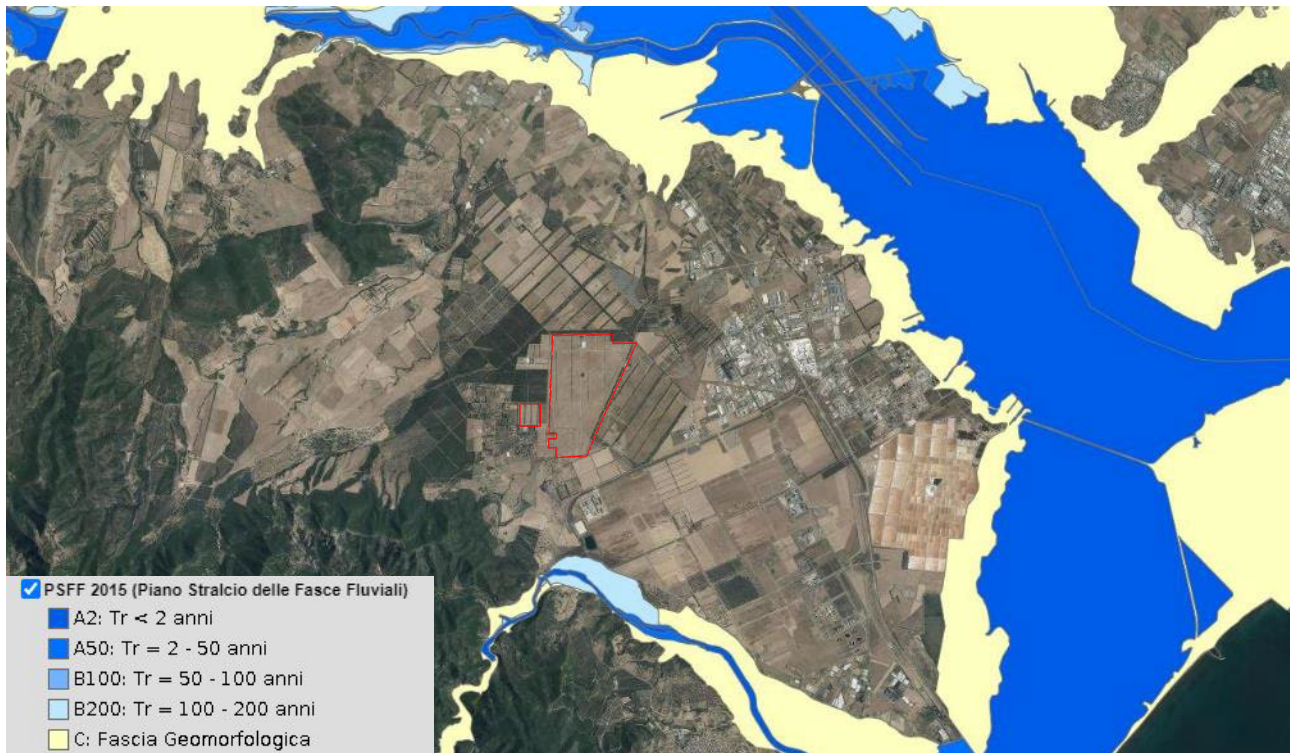 PSFF 2015 (Piano Stralcio delle Fasce Fluviali)
A2: Tr < 2 anni
A50: Tr = 2 - 50 anni
B100: Tr = 50 - 100 anni
B200: Tr = 100 - 200 anni
C: Fascia Geomorfologica